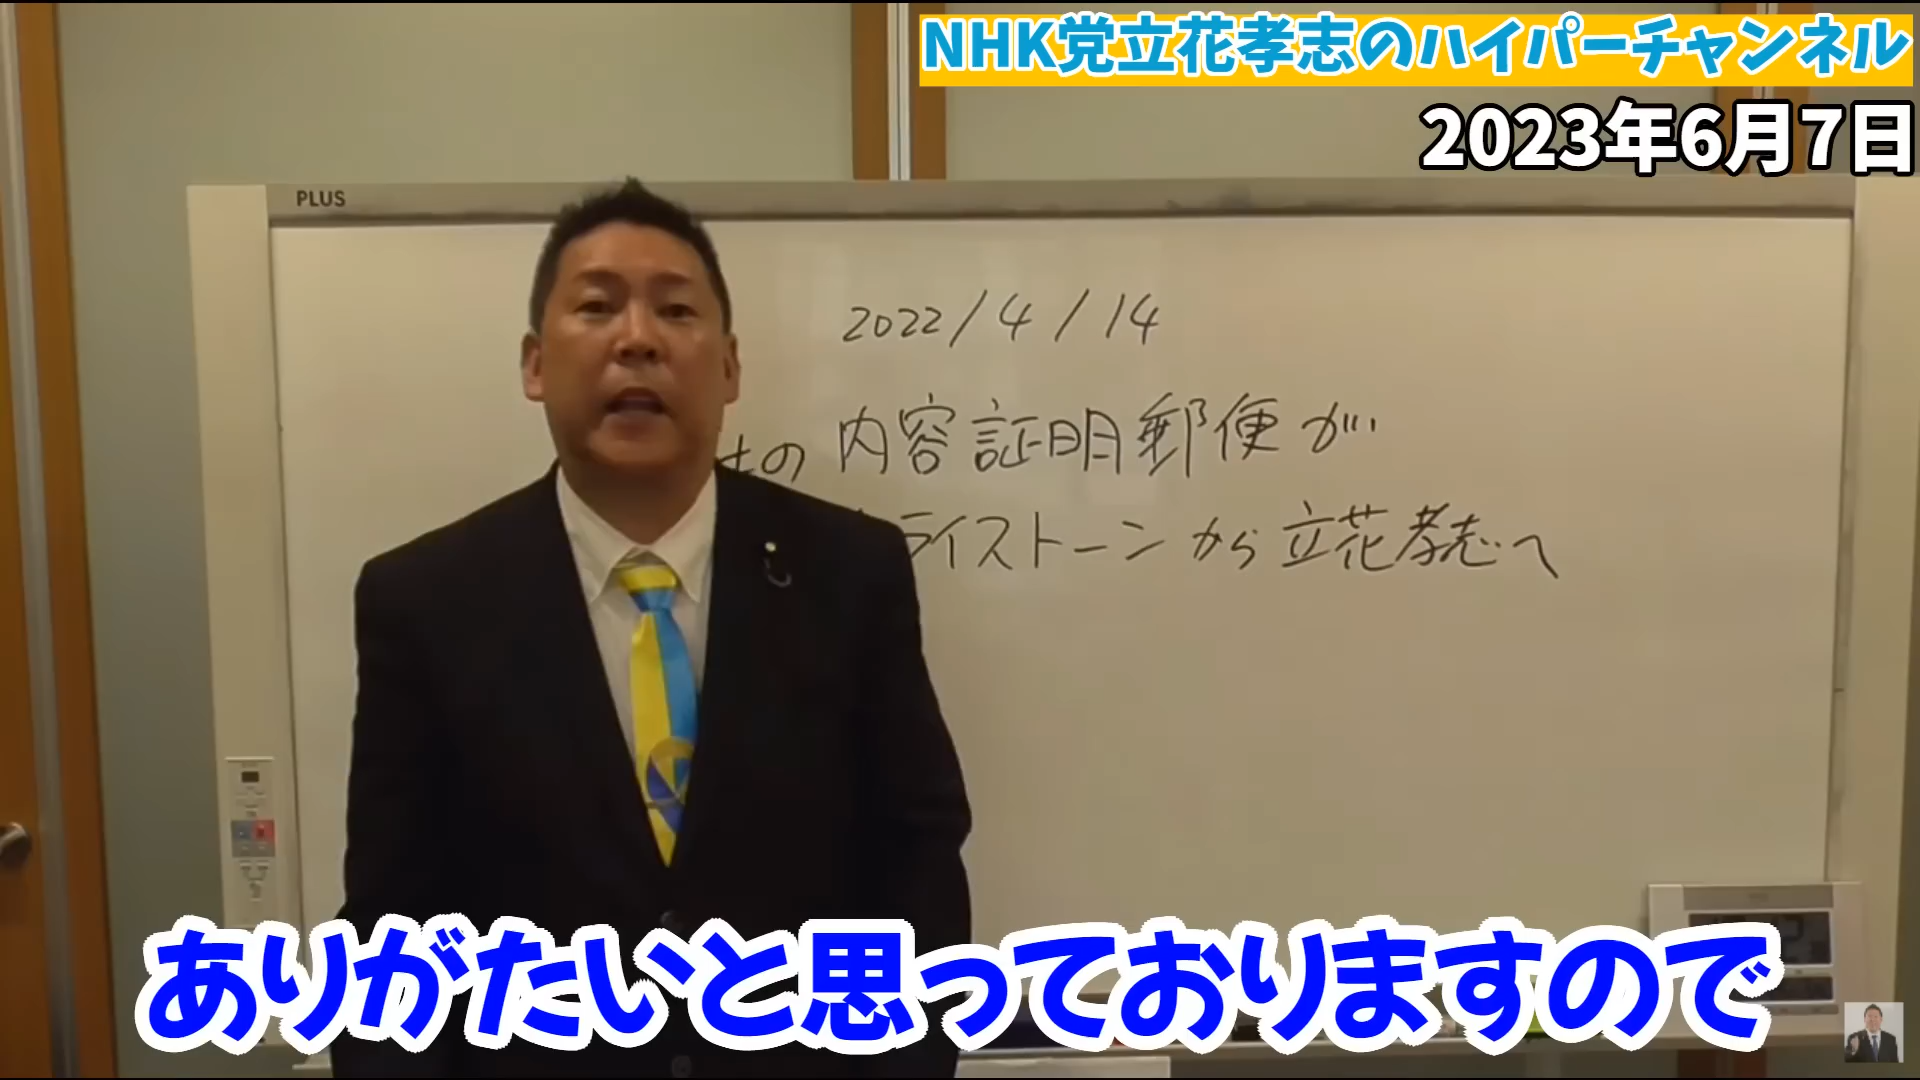 NHK党立花孝志のハイパーチャンネル
2023年6月7日
PLUS
2022/4/14
の内容証明郵便が…
ライストーンから立花孝志へ
ありがたいと思っておりますので